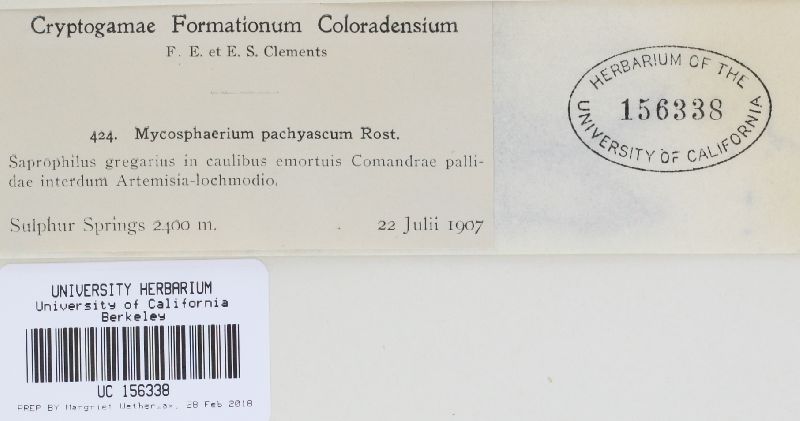 Cryptogamae Formationum Coloradensium
F. E. et E. S. Clements
424. Mycosphaerium pachyascum Rost.
Saprophilus gregarius in caulibus emortuis Comandrae palli-
dae interdum Artemisia-lochmodio.
Sulphur Springs 2400 m. 22 Julii 1907
HERBARIUM OF THE
156338
UNIVERSITY OF CALIFORNIA
UNIVERSITY HERBARIUM
University of California
Berkeley
UC 156338
PREP BY Margriet Wetherwax, 28 Feb 2018